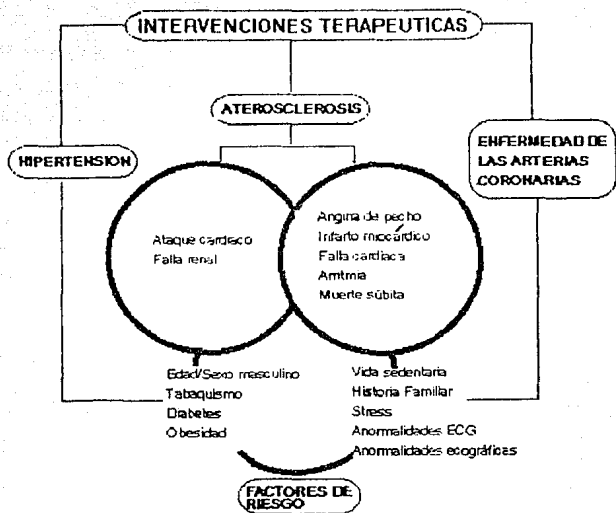 INTERVENCIONES TERAPEUTICAS
ATEROSCLEROSIS
HIPERTENSION
ENFERMEDAD DE
LAS ARTERIAS
CORONARIAS
Ataque cardiaco
Falla renal
Angina de pecho
Infarto miocárdico
Falla cardiaca
Arritmia
Muerte súbita
Edad/Sexo masculino
Tabaquismo
Diabetes
Obesidad
Vida sedentaria
Historia Familiar
Stress
Anormalidades ECG
Anormalidades ecográficas
FACTORES DE
RIESGO